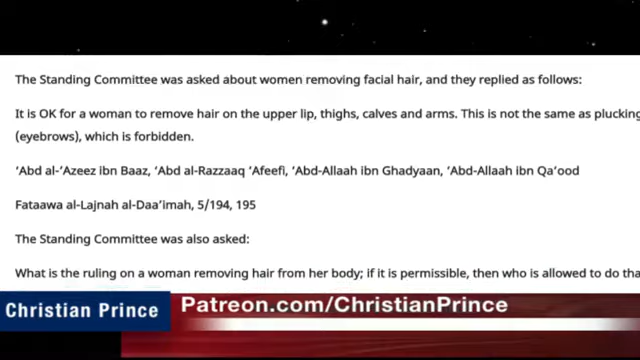 The Standing Committee was asked about women removing facial hair, and they replied as follows:
It is OK for a woman to remove hair on the upper lip, thighs, calves and arms. This is not the same as plucking
(eyebrows), which is forbidden.
'Abd al-'Azeez ibn Baaz, 'Abd al-Razzaaq 'Afeefi, 'Abd-Allaah ibn Ghadyaan, 'Abd-Allaah ibn Qa'ood
Fataawa al-Lajnah al-Daa'imah, 5/194, 195
The Standing Committee was also asked:
What is the ruling on a woman removing hair from her body; if it is permissible, then who is allowed to do
Christian Prince
Patreon.com/ChristianPrince